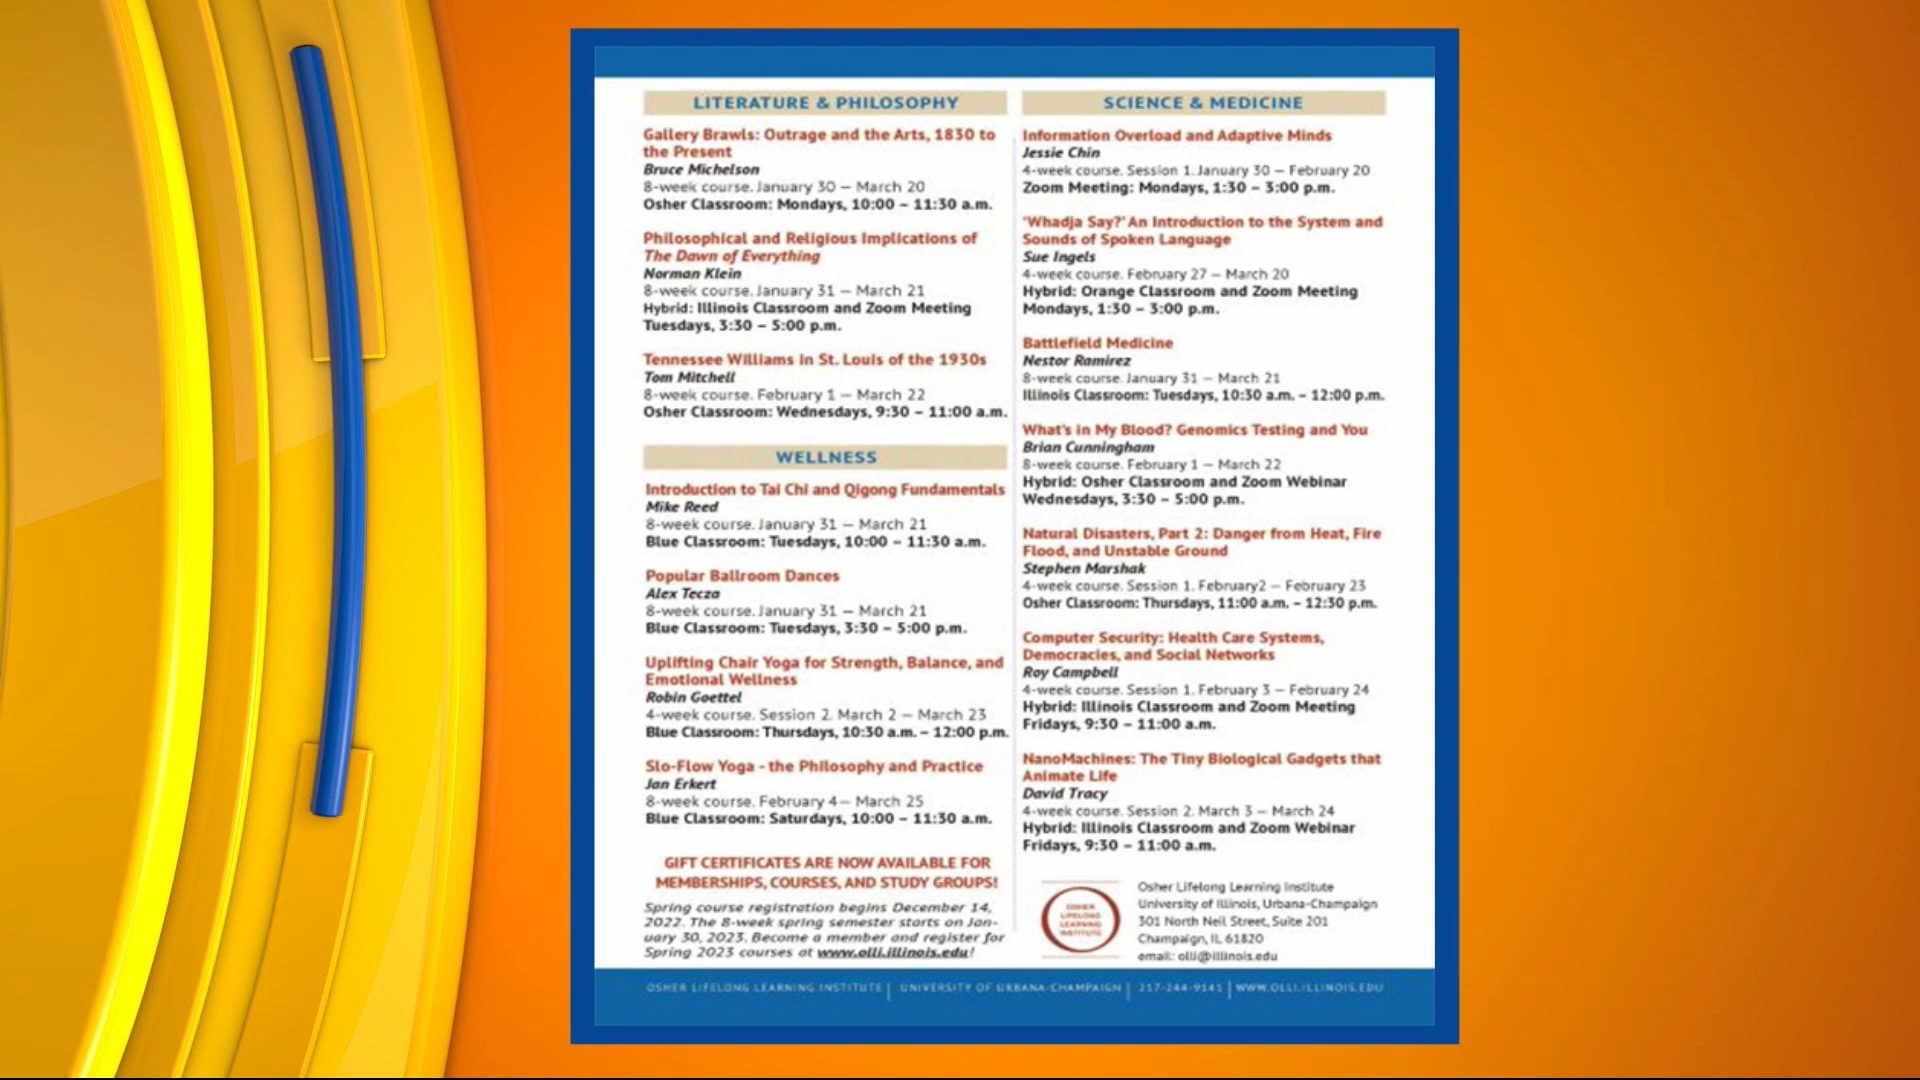 LITERATURE & PHILOSOPHY
Gallery Brawls: Outrage and the Arts, 1830 to
the Present
Bruce Michelson
8-week course. January 30 — March 20
Osher Classroom: Mondays, 10:00 – 11:30 a.m.
Philosophical and Religious Implications of
The Dawn of Everything
Norman Klein
8-week course. January 31 — March 21
Hybrid: Illinois Classroom and Zoom Meeting
Tuesdays, 3:30 – 5:00 p.m.
Tennessee Williams in St. Louis of the 1930s
Tom Mitchell
8-week course. February 1 — March 22
Osher Classroom: Wednesdays, 9:30 – 11:00 a.m.
WELLNESS
Introduction to Tai Chi and Qigong Fundamentals
Mike Reed
8-week course. January 31 — March 21
Blue Classroom: Tuesdays, 10:00 – 11:30 a.m.
Popular Ballroom Dances
Alex Tecza
8-week course. January 31 — March 21
Blue Classroom: Tuesdays, 3:30 – 5:00 p.m.
Uplifting Chair Yoga for Strength, Balance, and
Emotional Wellness
Robin Goettel
4-week course. Session 2. March 2 — March 23
Blue Classroom: Thursdays, 10:30 a.m. – 12:00 p.m.
Slo-Flow Yoga - the Philosophy and Practice
Jan Erkert
8-week course. February 4— March 25
Blue Classroom: Saturdays, 10:00 – 11:30 a.m.
GIFT CERTIFICATES ARE NOW AVAILABLE FOR
MEMBERSHIPS, COURSES, AND STUDY GROUPS!
Spring course registration begins December 14,
2022. The 8-week spring semester starts on Jan-
uary 30, 2023. Become a member and register for
Spring 2023 courses at www.olli.illinois.edu!
SCIENCE & MEDICINE
Information Overload and Adaptive Minds
Jessie Chin
4-week course. Session 1. January 30 — February 20
Zoom Meeting: Mondays, 1:30 – 3:00 p.m.
"Whadja Say?" An Introduction to the System and
Sounds of Spoken Language
Sue Ingels
4-week course. February 27 — March 20
Hybrid: Orange Classroom and Zoom Meeting
Mondays, 1:30 – 3:00 p.m.
Battlefield Medicine
Nestor Ramirez
8-week course. January 31 — March 21
Illinois Classroom: Tuesdays, 10:30 a.m. – 12:00 p.m.
What's in My Blood? Genomics Testing and You
Brian Cunningham
8-week course. February 1 — March 22
Hybrid: Osher Classroom and Zoom Webinar
Wednesdays, 3:30 – 5:00 p.m.
Natural Disasters, Part 2: Danger from Heat, Fire
Flood, and Unstable Ground
Stephen Marshak
4-week course. Session 1. February2 — February 23
Osher Classroom: Thursdays, 11:00 a.m. – 12:30 p.m.
Computer Security: Health Care Systems,
Democracies, and Social Networks
Roy Campbell
4-week course. Session 1. February 3 — February 24
Hybrid: Illinois Classroom and Zoom Meeting
Fridays, 9:30 – 11:00 a.m.
NanoMachines: The Tiny Biological Gadgets that
Animate Life
David Tracy
4-week course. Session 2. March 3 — March 24
Hybrid: Illinois Classroom and Zoom Webinar
Fridays, 9:30 – 11:00 a.m.
OSHER
LIFELONG
LEARNING
INSTITUTE
Osher Lifelong Learning Institute
University of Illinois, Urbana-Champaign
301 North Neil Street, Suite 201
Champaign, IL 61820
email: olli@illinois.edu
OSHER LIFELONG LEARNING INSTITUTE | UNIVERSITY OF URBANA-CHAMPAIGN | 217-244-9141 | WWW.OLLI.ILLINOIS.EDU